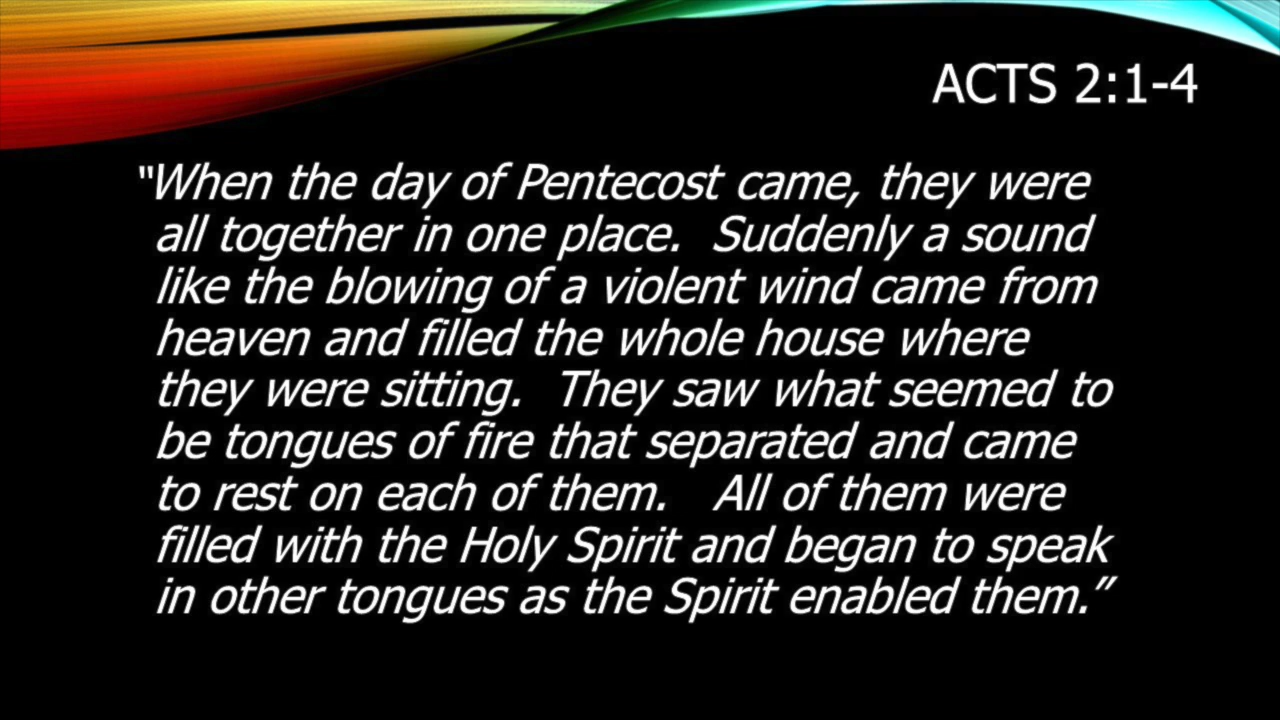 ACTS 2:1-4
"When the day of Pentecost came, they were
all together in one place.  Suddenly a sound
like the blowing of a violent wind came from
heaven and filled the whole house where
they were sitting.  They saw what seemed to
be tongues of fire that separated and came
to rest on each of them.   All of them were
filled with the Holy Spirit and began to speak
in other tongues as the Spirit enabled them.”